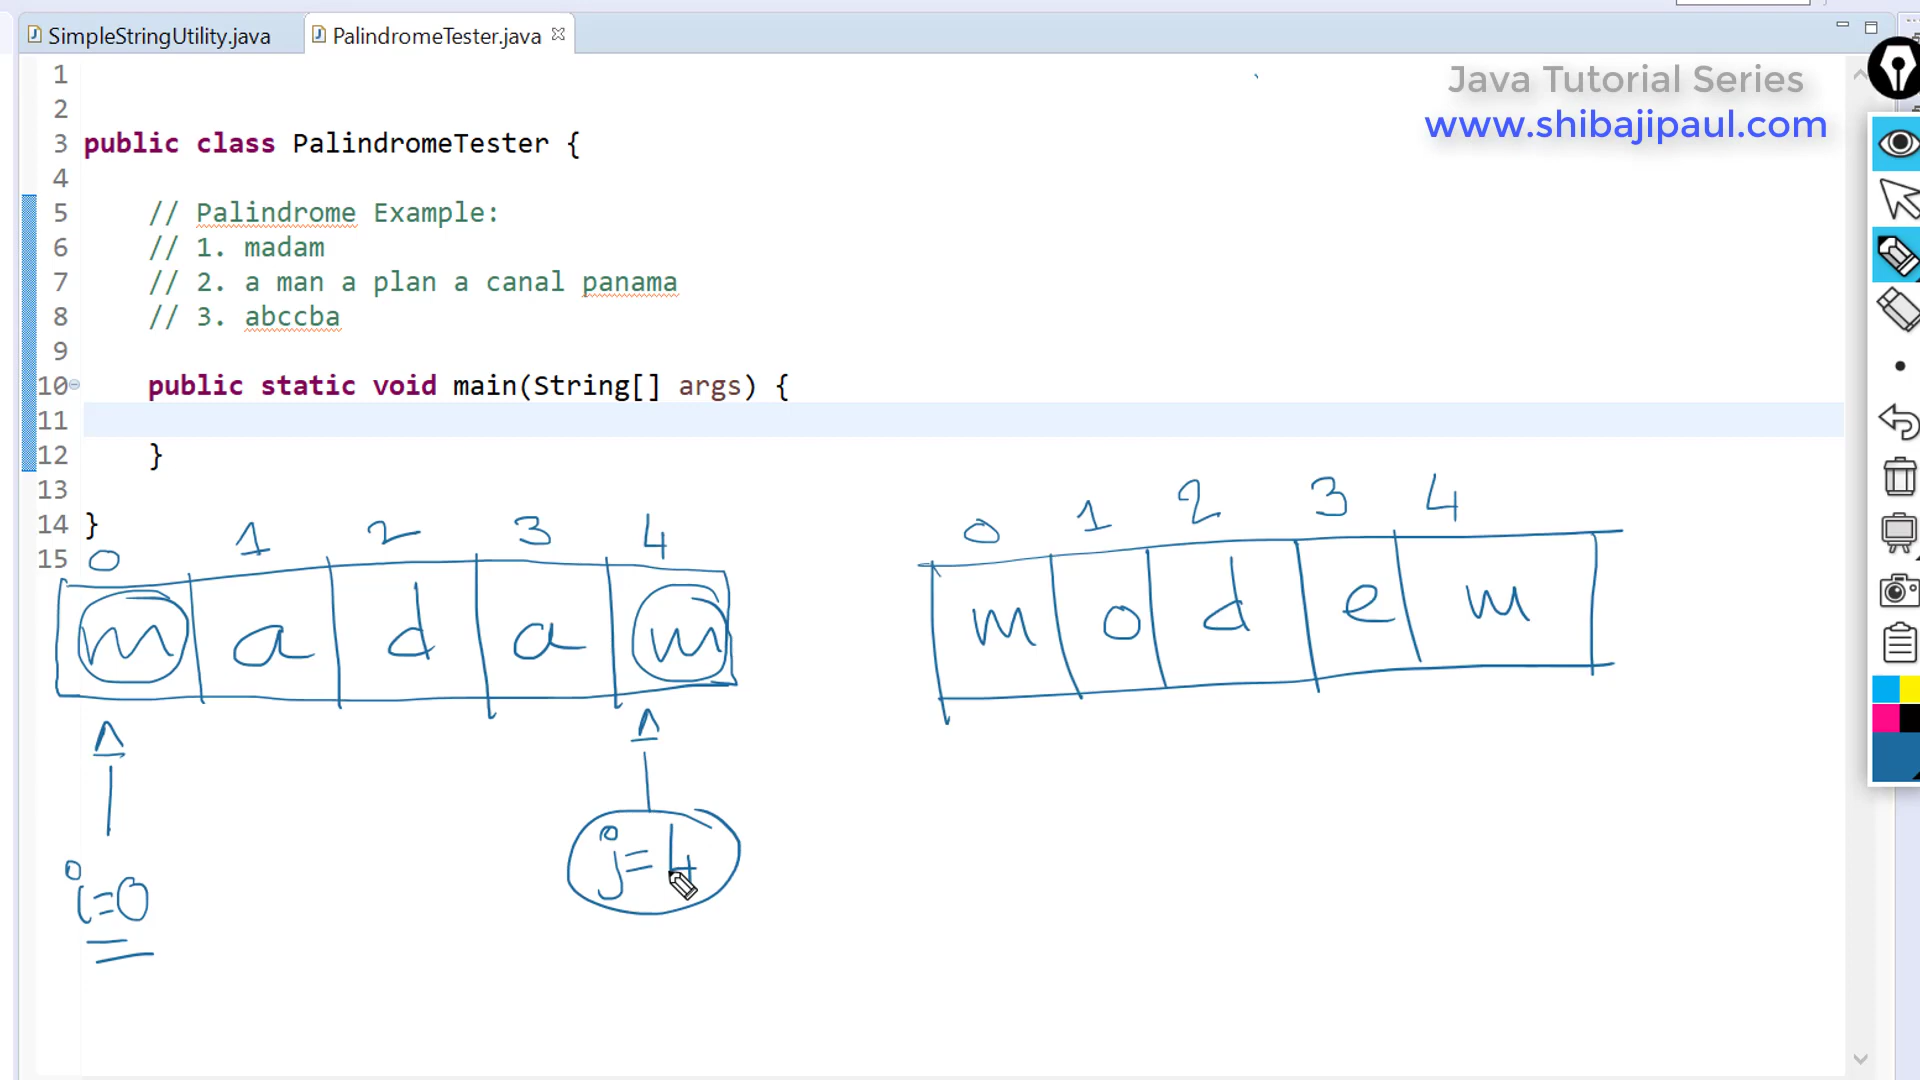 SimpleStringUtility.java
PalindromeTester.java
Java Tutorial Series
www.shibajipaul.com
1
2
3 public class PalindromeTester {
4
5 // Palindrome Example:
6 // 1. madam
7 // 2. a man a plan a canal panama
8 // 3. abccba
9
10 public static void main(String[] args) {
11
12 }
13
14 }
15
0 1 2 3 4
m a d a m
0 1 2 3 4
m o d e m
i=0
j=4